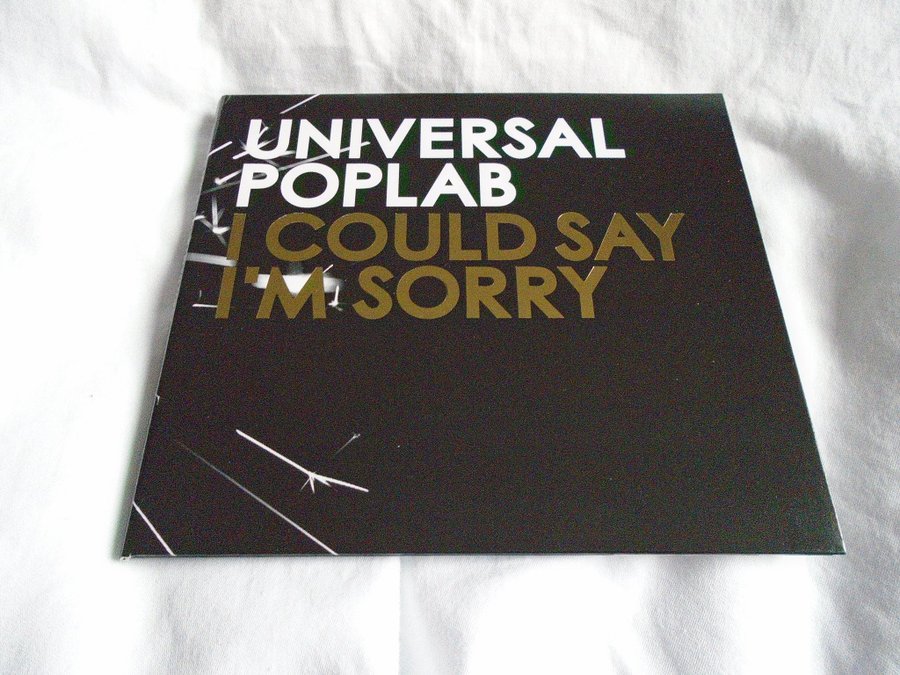 UNIVERSAL
POPLAB
I COULD SAY
I'M SORRY